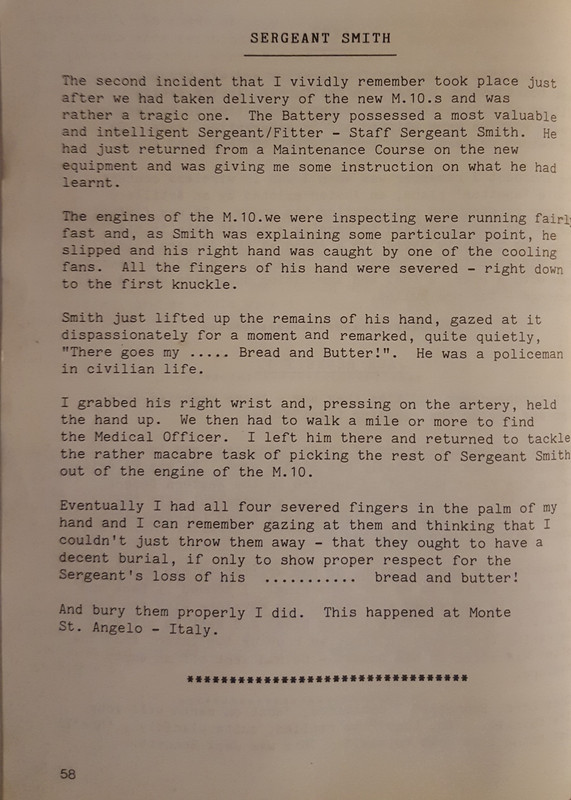 SERGEANT SMITH
The second incident that I vividly remember took place just
after we had taken delivery of the new M.10.s and was
rather a tragic one. The Battery possessed a most valuable
and intelligent Sergeant/Fitter - Staff Sergeant Smith. He
had just returned from a Maintenance Course on the new
equipment and was giving me some instruction on what he had
learnt.
The engines of the M.10.we were inspecting were running fairly
fast and, as Smith was explaining some particular point, he
slipped and his right hand was caught by one of the cooling
fans. All the fingers of his hand were severed - right down
to the first knuckle.
Smith just lifted up the remains of his hand, gazed at it
dispassionately for a moment and remarked, quite quietly,
"There goes my ..... Bread and Butter!". He was a policeman
in civilian life.
I grabbed his right wrist and, pressing on the artery, held
the hand up. We then had to walk a mile or more to find
the Medical Officer. I left him there and returned to tackle
the rather macabre task of picking the rest of Sergeant Smith
out of the engine of the M.10.
Eventually I had all four severed fingers in the palm of my
hand and I can remember gazing at them and thinking that I
couldn't just throw them away - that they ought to have a
decent burial, if only to show proper respect for the
Sergeant's loss of his ........... bread and butter!
And bury them properly I did. This happened at Monte
St. Angelo - Italy.
*********************************
58